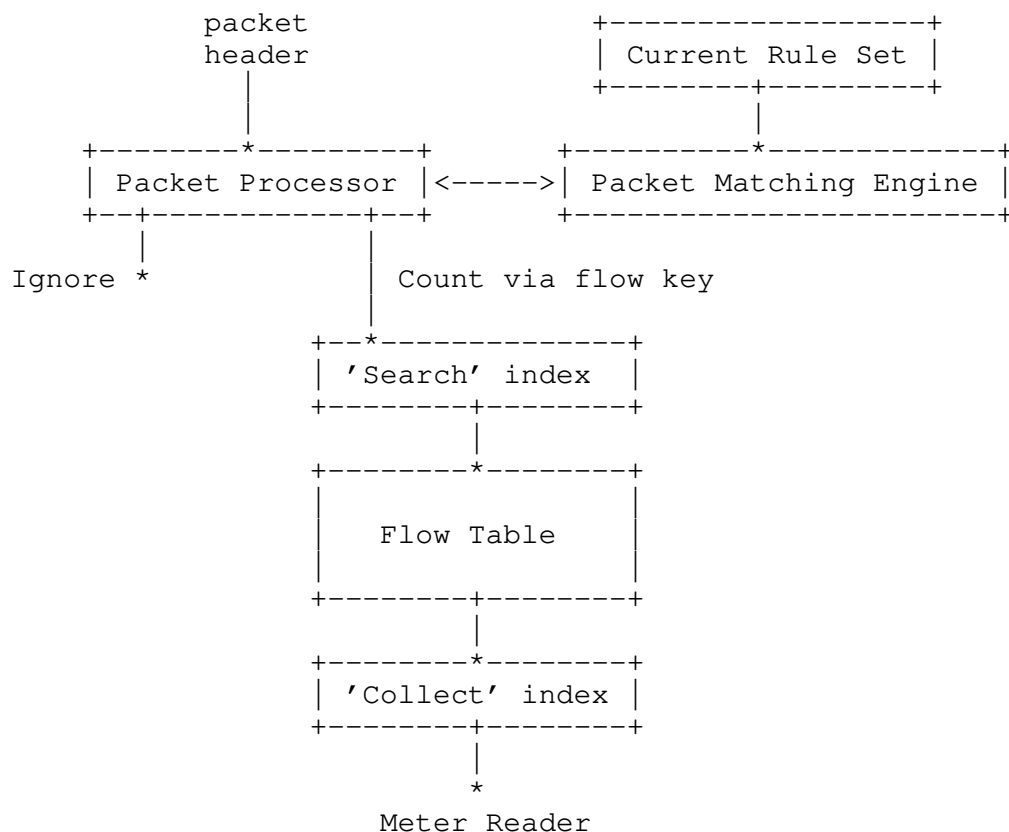 packet
header
Current Rule Set
Packet Processor
Packet Matching Engine
Ignore
Count via flow key
'Search' index
Flow Table
'Collect' index
Meter Reader